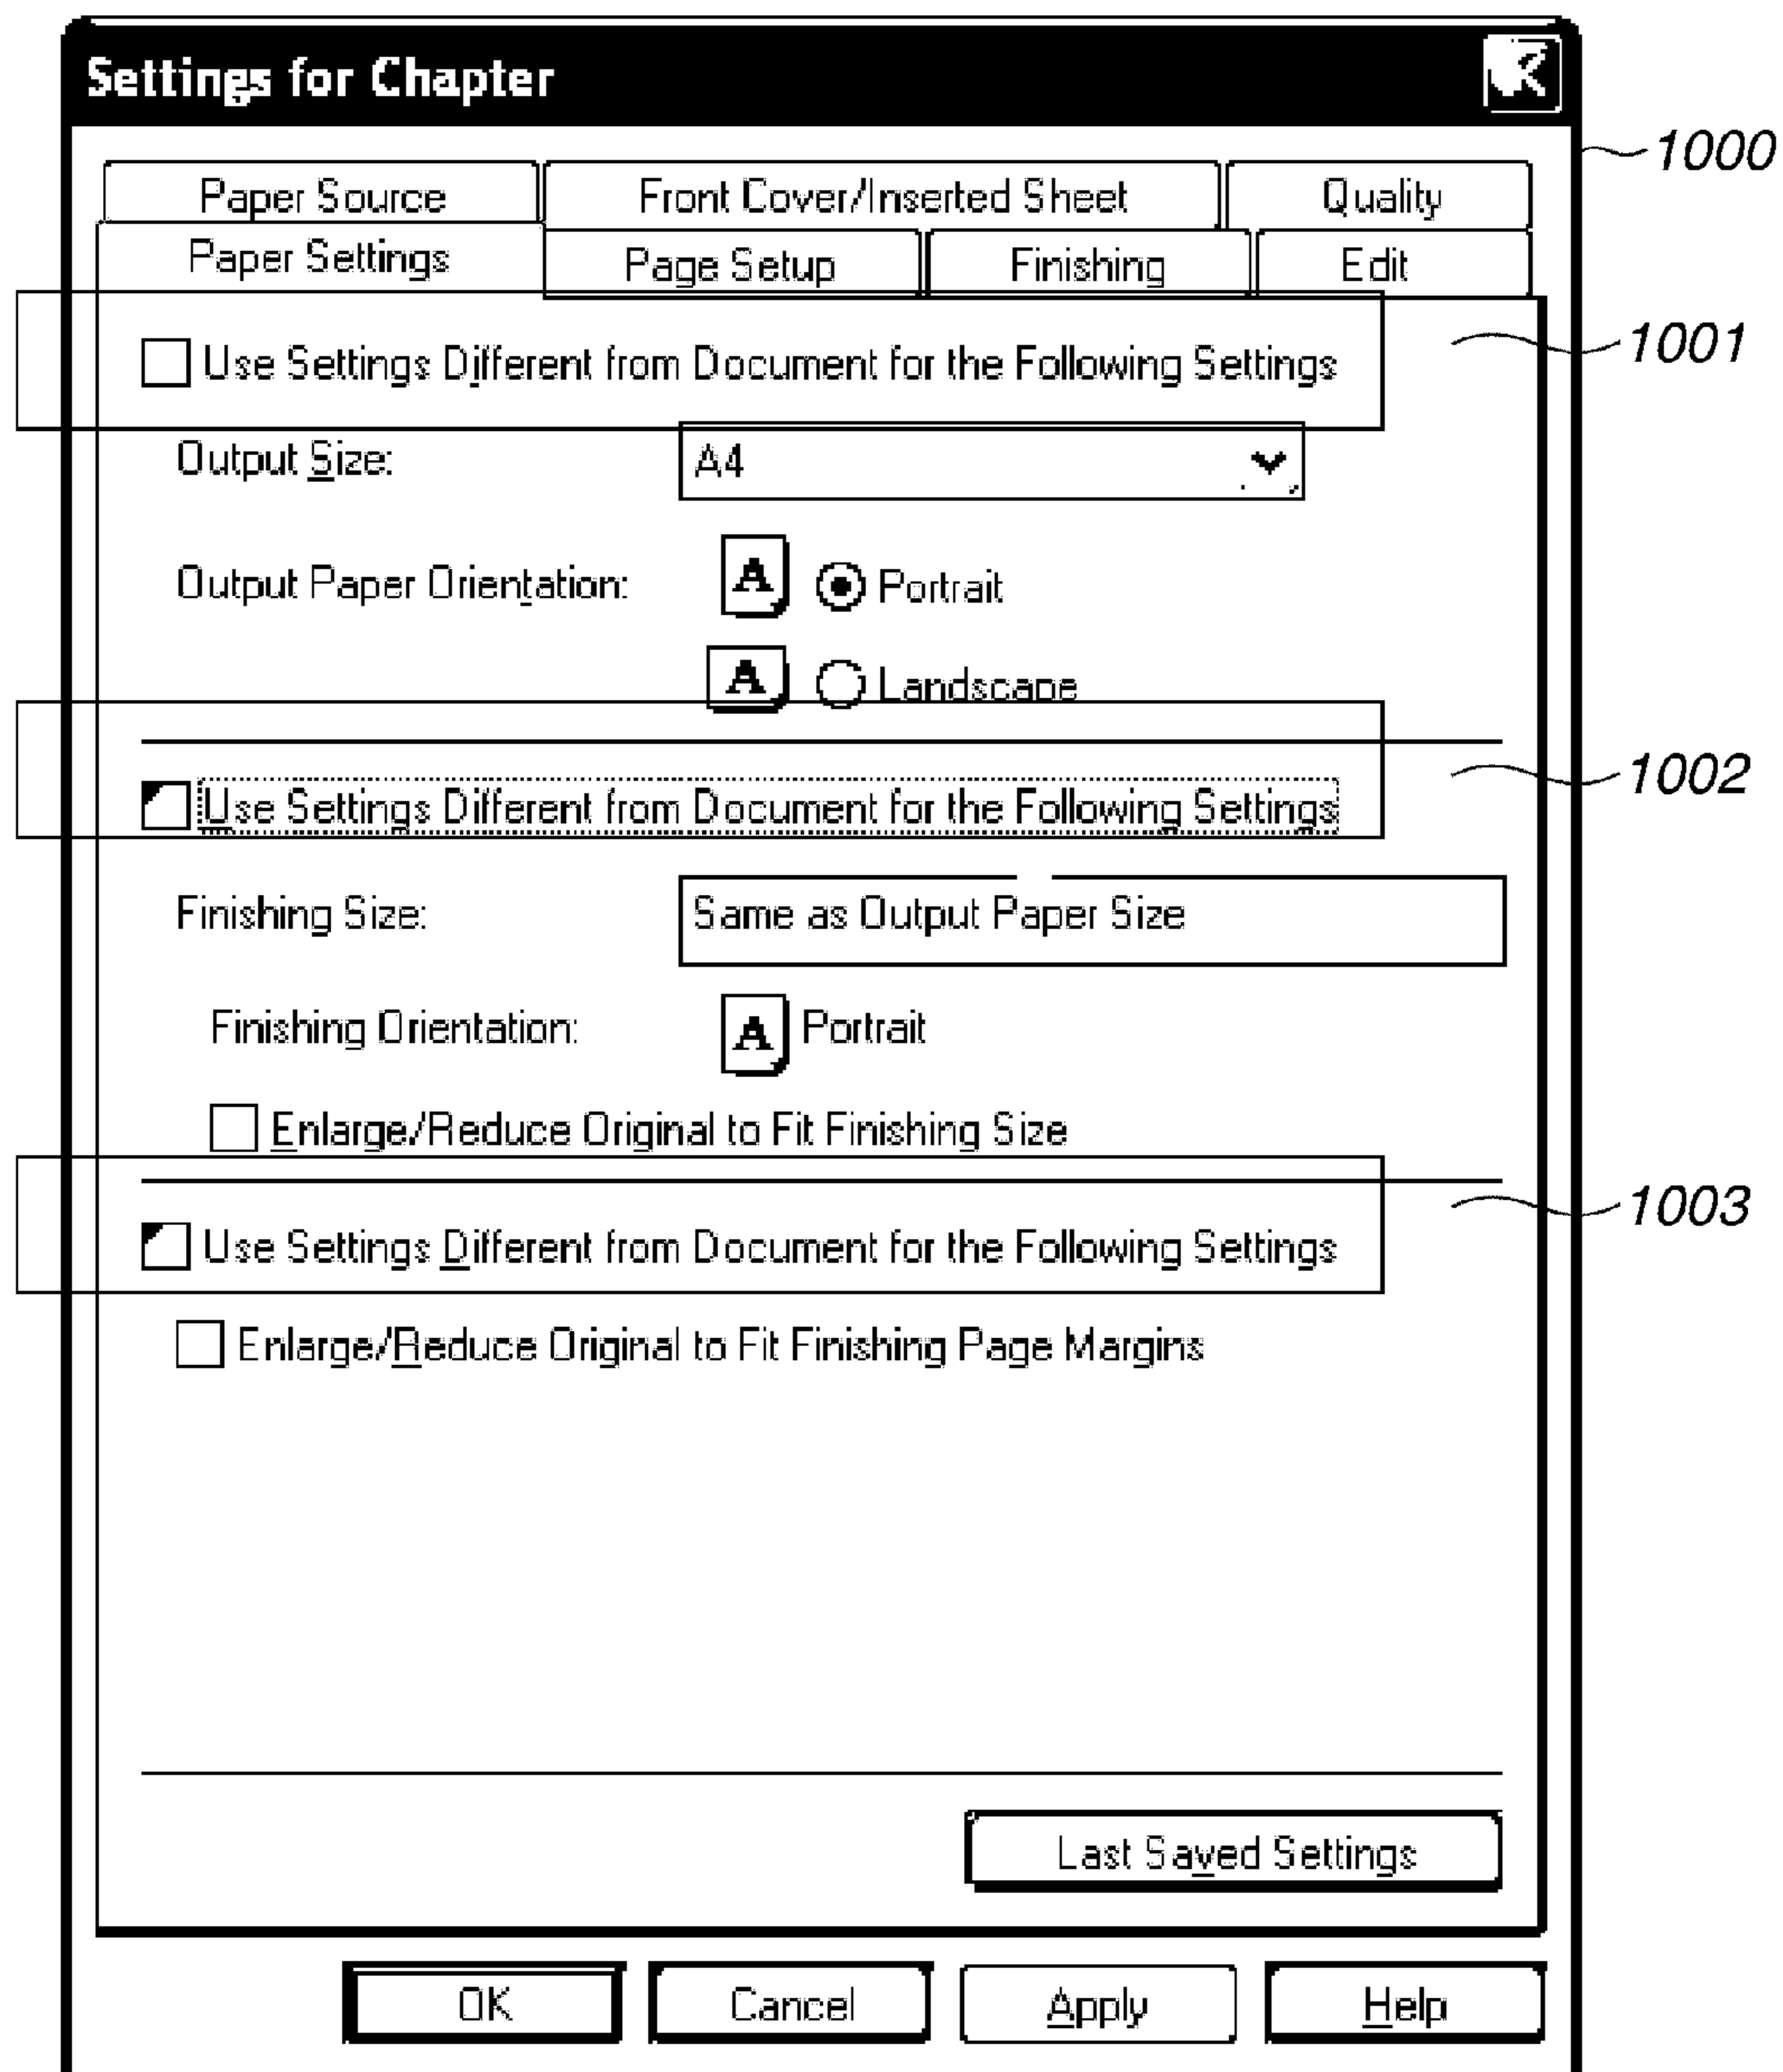 Settings for Chapter
1000
Paper Source Front Cover/Inserted Sheet Quality
Paper Settings Page Setup Finishing Edit
Use Settings Different from Document for the Following Settings
1001
Output Size: A4
Output Paper Orientation: A Portrait
A Landscape
Use Settings Different from Document for the Following Settings
1002
Finishing Size: Same as Output Paper Size
Finishing Orientation: A Portrait
Enlarge/Reduce Original to Fit Finishing Size
Use Settings Different from Document for the Following Settings
1003
Enlarge/Reduce Original to Fit Finishing Page Margins
Last Saved Settings
OK Cancel Apply Help